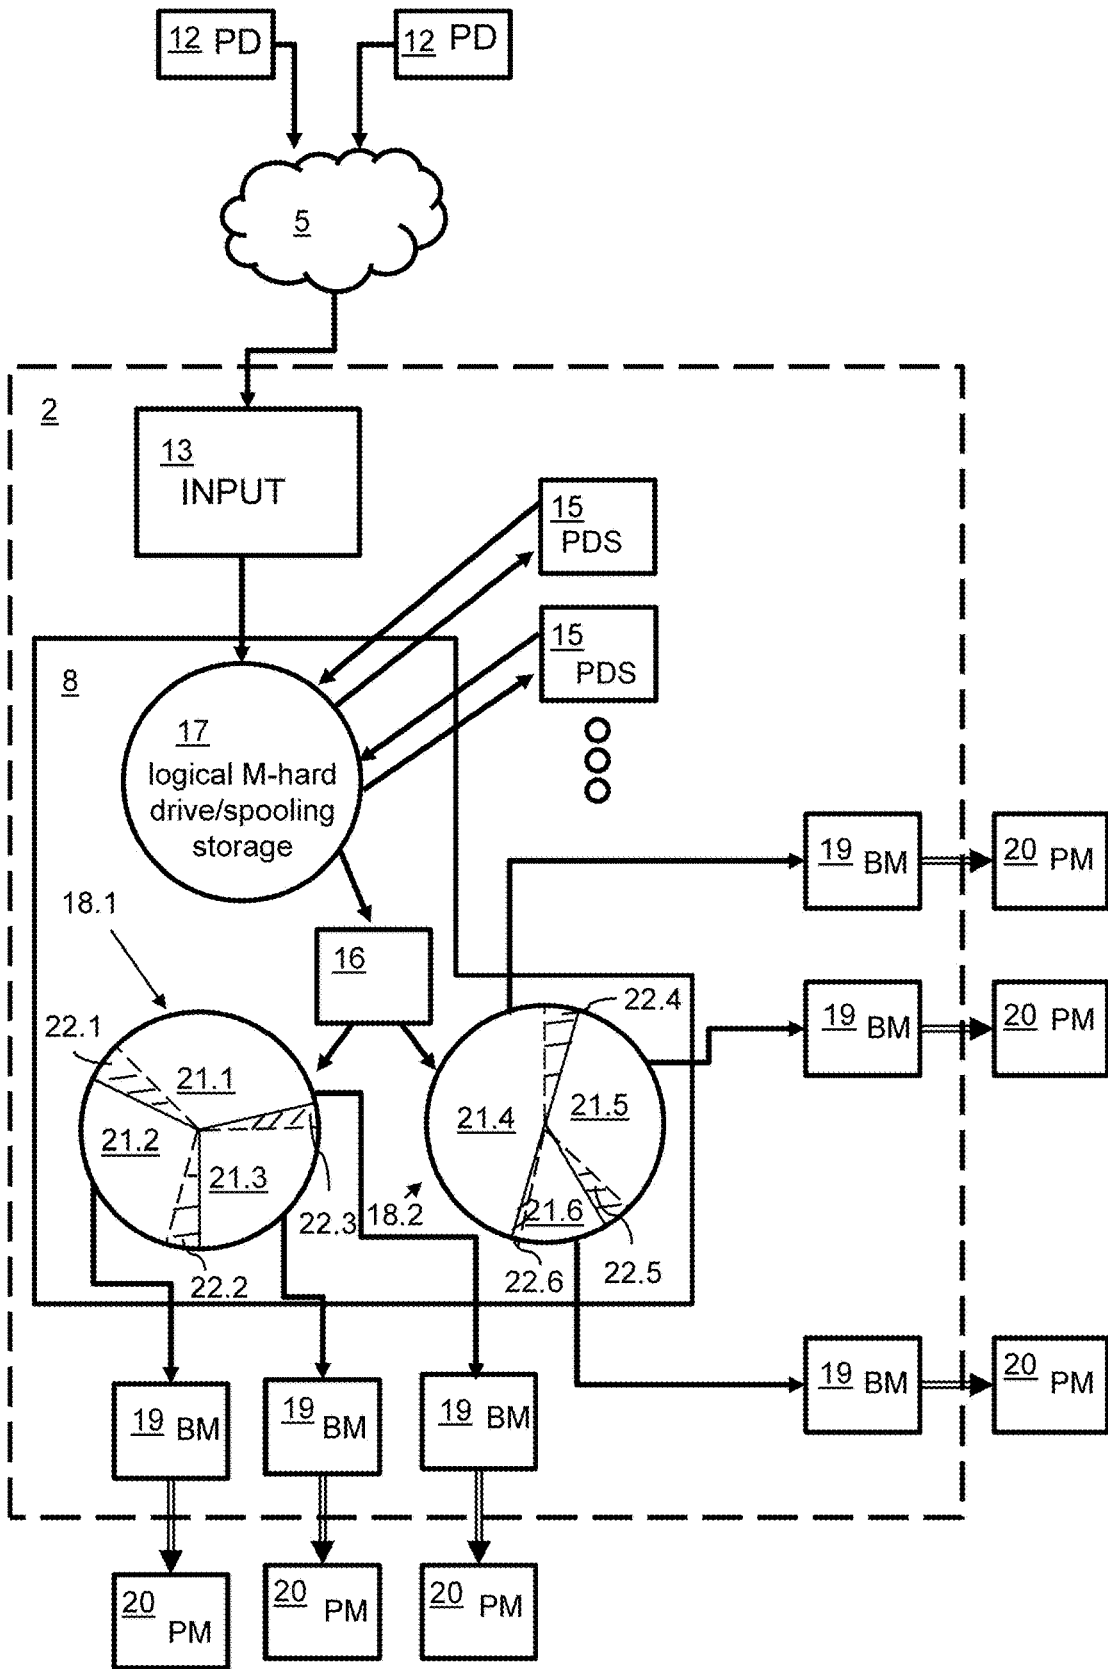 12 PD
12 PD
5
2
13
INPUT
15
PDS
15
PDS
8
17
logical M-hard
drive/spooling
storage
19 BM
20 PM
18.1
16
22.4
19 BM
20 PM
22.1
21.1
21.2
21.3
21.4
21.5
18.2
22.3
21.6
22.2
22.6
22.5
19 BM
20 PM
19 BM
19 BM
19 BM
20 PM
20 PM
20 PM